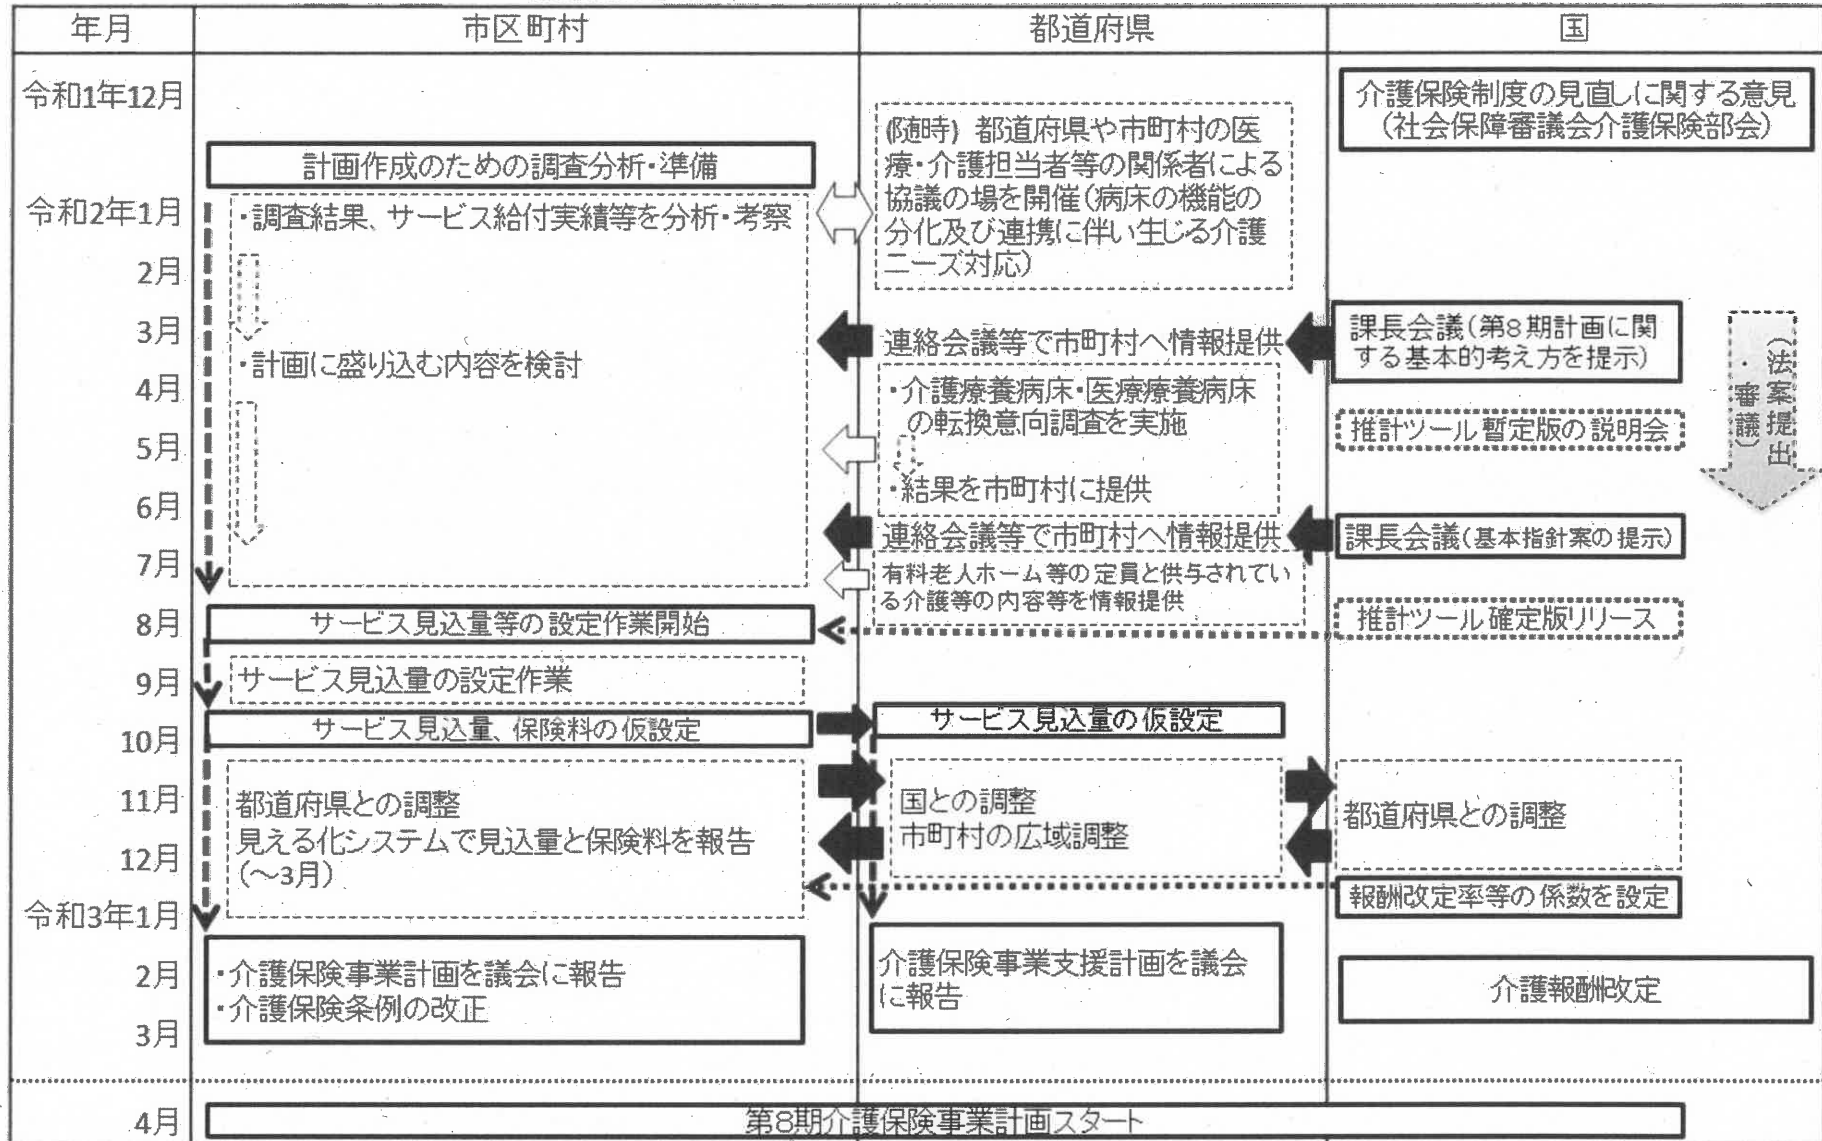 年月
市区町村
都道府県
国
令和1年12月
介護保険制度の見直しに関する意見
(社会保障審議会介護保険部会)
(随時) 都道府県や市町村の医
療・介護担当者等の関係者による
協議の場を開催(病床の機能の
分化及び連携に伴い生じる介護
ニーズ対応)
計画作成のための調査分析・準備
令和2年1月
・調査結果、サービス給付実績等を分析・考察
2月
3月
連絡会議等で市町村へ情報提供
課長会議(第8期計画に関
する基本的考え方を提示)
(法案提出
・審議)
・計画に盛り込む内容を検討
4月
・介護療養病床・医療療養病床
の転換意向調査を実施
推計ツール暫定版の説明会
5月
・結果を市町村に提供
6月
連絡会議等で市町村へ情報提供
課長会議(基本指針案の提示)
7月
有料老人ホーム等の定員と供与されてい
る介護等の内容等を情報提供
8月
サービス見込量等の設定作業開始
推計ツール確定版リリース
9月
サービス見込量の設定作業
10月
サービス見込量、保険料の仮設定
サービス見込量の仮設定
11月
都道府県との調整
見える化システムで見込量と保険料を報告
(～3月)
国との調整
市町村の広域調整
都道府県との調整
12月
報酬改定率等の係数を設定
令和3年1月
2月
・介護保険事業計画を議会に報告
・介護保険条例の改正
介護保険事業支援計画を議会
に報告
介護報酬改定
3月
4月
第8期介護保険事業計画スタート